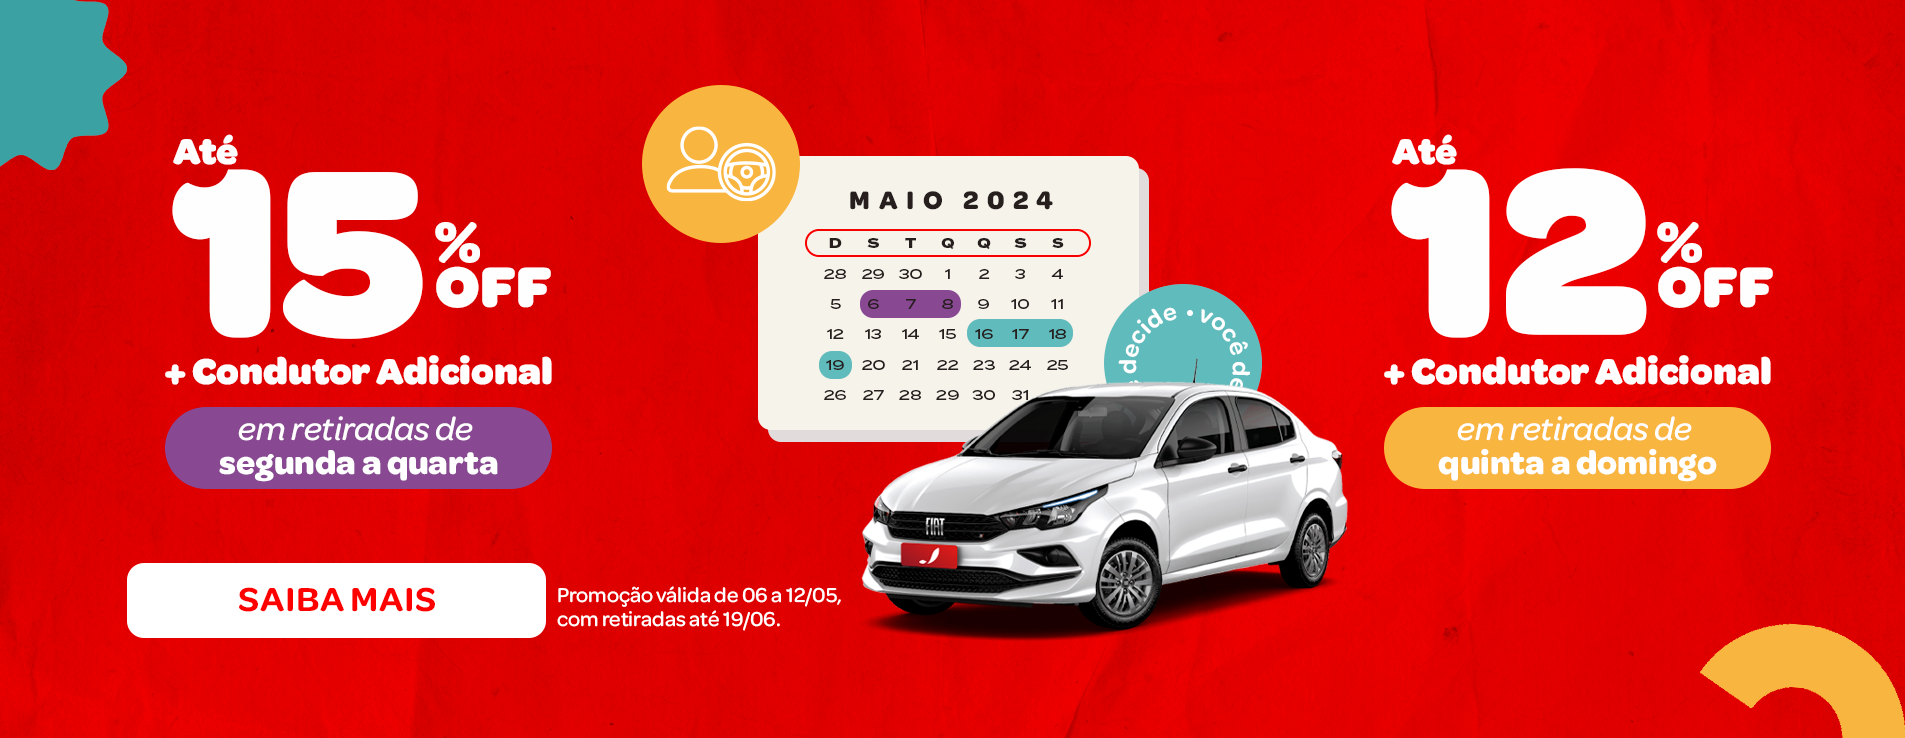 Até
15%
OFF
+ Condutor Adicional
em retiradas de
segunda a quarta
SAIBA MAIS
Promoção válida de 06 a 12/05,
com retiradas até 19/06.
MAIO 2024
D S T Q Q S S
28 29 30 1 2 3 4
5 6 7 8 9 10 11
12 13 14 15 16 17 18
19 20 21 22 23 24 25
26 27 28 29 30 31
decide • você de
FIAT
Até
12%
OFF
+ Condutor Adicional
em retiradas de
quinta a domingo